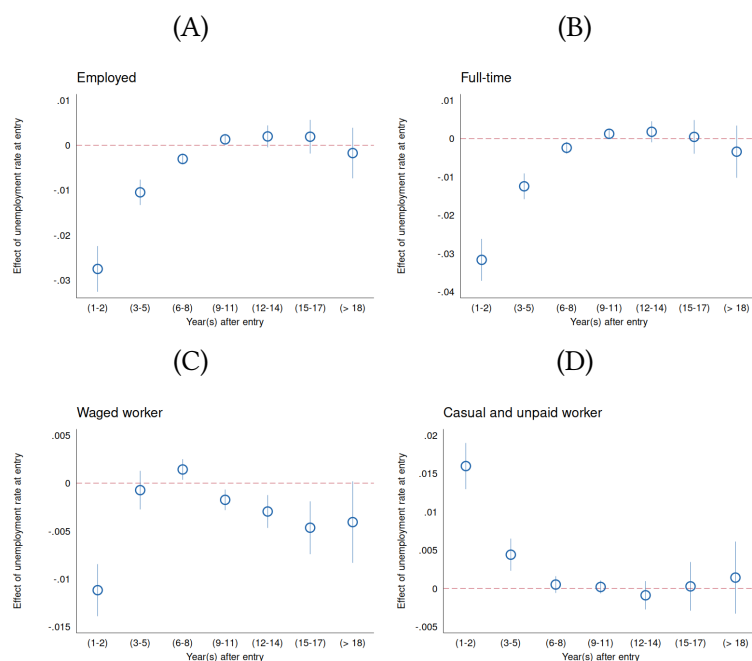 (A)
Employed
Effect of unemployment rate at entry
.01
0
-.01
-.02
-.03
(1-2) (3-5) (6-8) (9-11) (12-14) (15-17) (> 18)
Year(s) after entry
(B)
Full-time
Effect of unemployment rate at entry
.01
0
-.01
-.02
-.03
-.04
(1-2) (3-5) (6-8) (9-11) (12-14) (15-17) (> 18)
Year(s) after entry
(C)
Waged worker
Effect of unemployment rate at entry
.005
0
-.005
-.01
-.015
(1-2) (3-5) (6-8) (9-11) (12-14) (15-17) (> 18)
Year(s) after entry
(D)
Casual and unpaid worker
Effect of unemployment rate at entry
.02
.015
.01
.005
0
-.005
(1-2) (3-5) (6-8) (9-11) (12-14) (15-17) (> 18)
Year(s) after entry